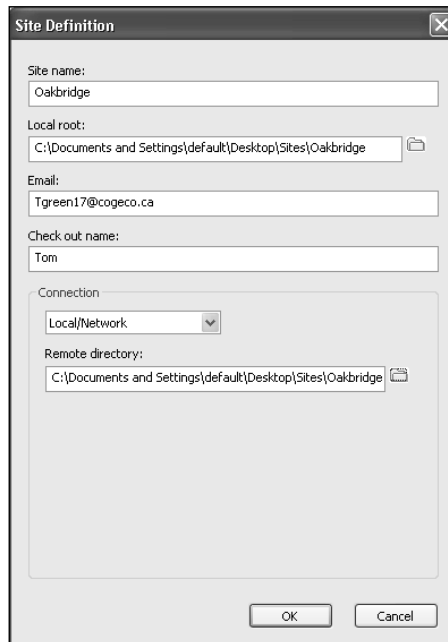 Site Definition
Site name:
Oakbridge
Local root:
C:\Documents and Settings\default\Desktop\Sites\Oakbridge
Email:
Tgreen17@cogeco.ca
Check out name:
Tom
Connection
Local/Network
Remote directory:
C:\Documents and Settings\default\Desktop\Sites\Oakbridge
OK Cancel